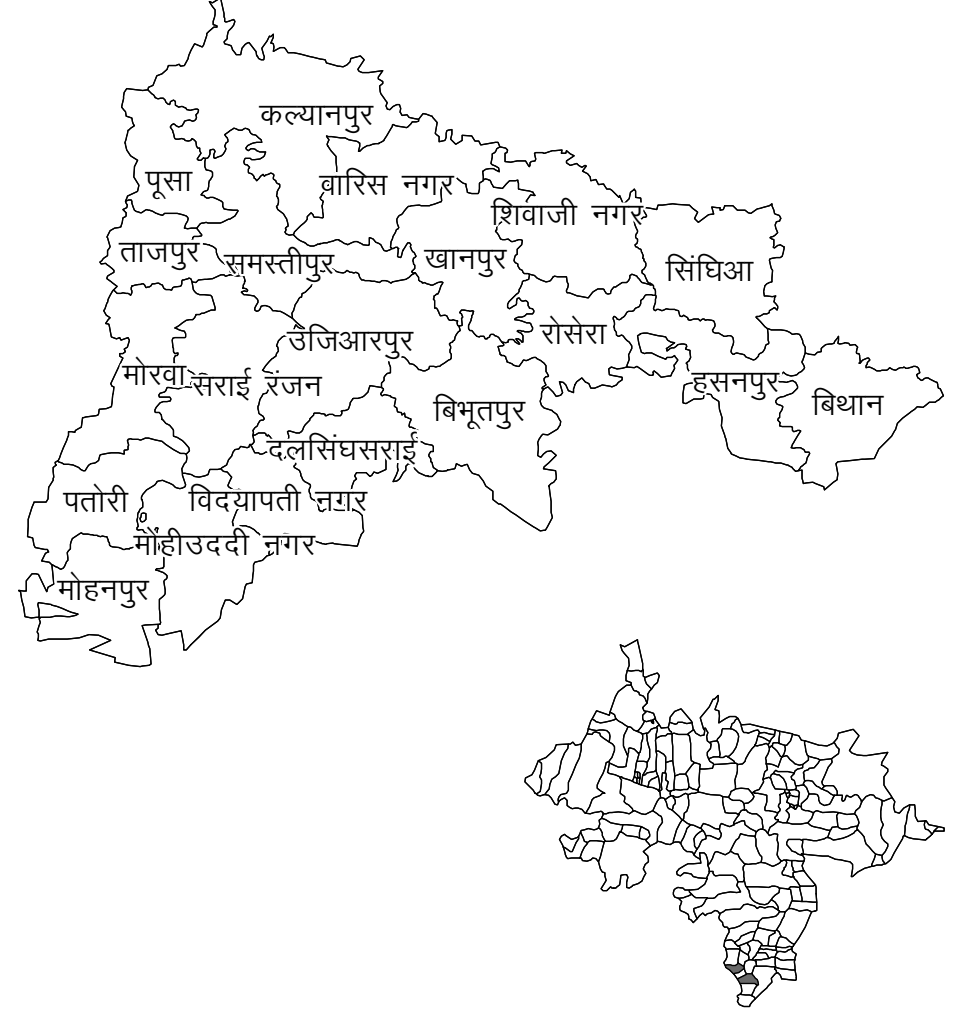 कल्यानपुर
पूसा
वारिस नगर
शिवाजी नगर
ताजपुर
समस्तीपुर
खानपुर
सिंघिआ
उजिआरपुर
रोसेरा
मोरवा
सराई रंजन
हसनपुर
बिथान
बिभूतपुर
दलसिंघसराई
पतोरी
विदयापती नगर
मोंहीउददी नगर
मोहनपुर